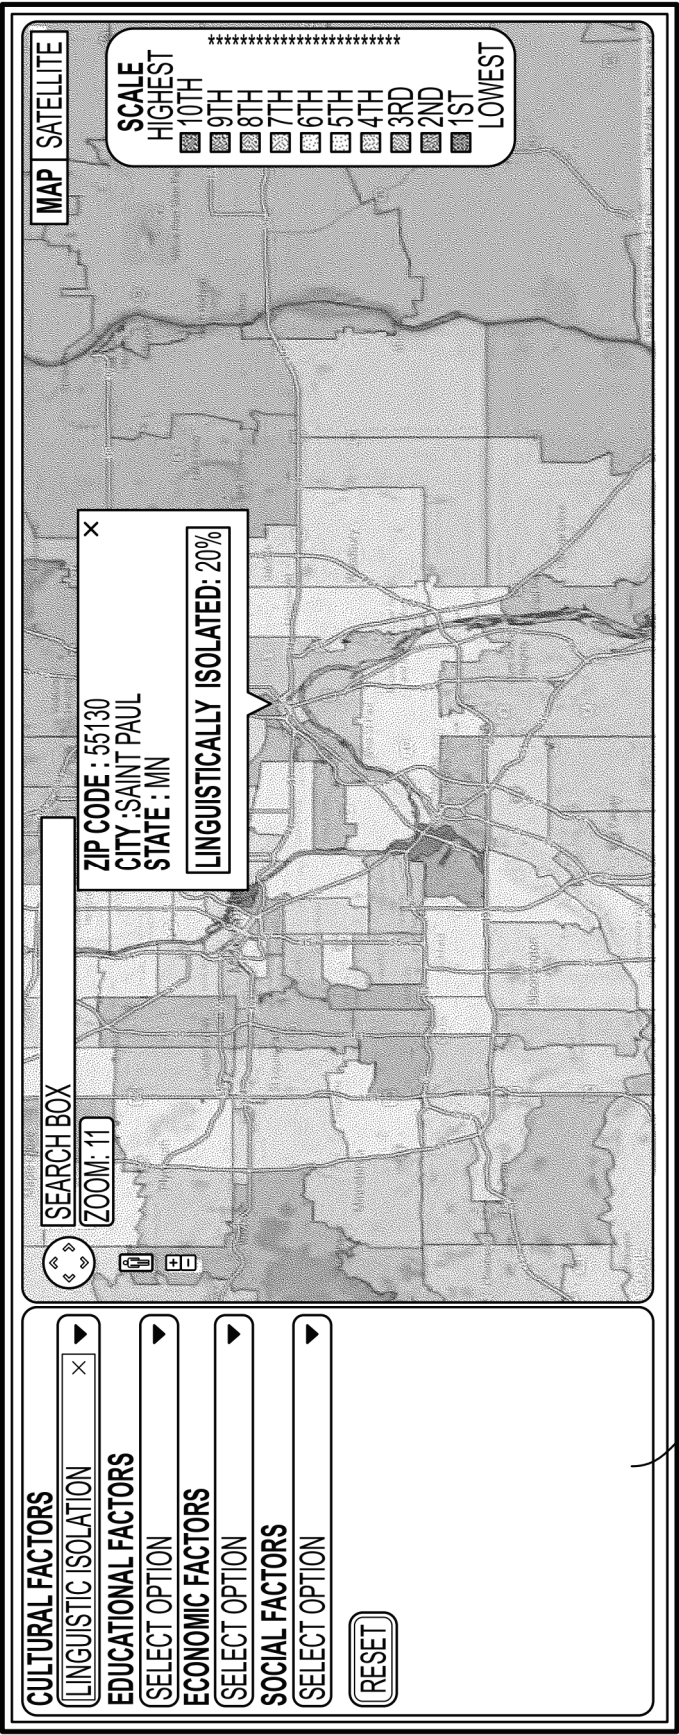 CULTURAL FACTORS
LINGUISTIC ISOLATION ×
EDUCATIONAL FACTORS
SELECT OPTION
ECONOMIC FACTORS
SELECT OPTION
SOCIAL FACTORS
SELECT OPTION
RESET
SEARCH BOX
ZOOM: 11
MAP | SATELLITE
ZIP CODE : 55130 ×
CITY :SAINT PAUL
STATE : MN
LINGUISTICALLY ISOLATED: 20%
SCALE
HIGHEST
10TH
9TH
8TH
7TH
6TH
5TH
4TH
3RD
2ND
1ST
LOWEST
************************
Bloomington